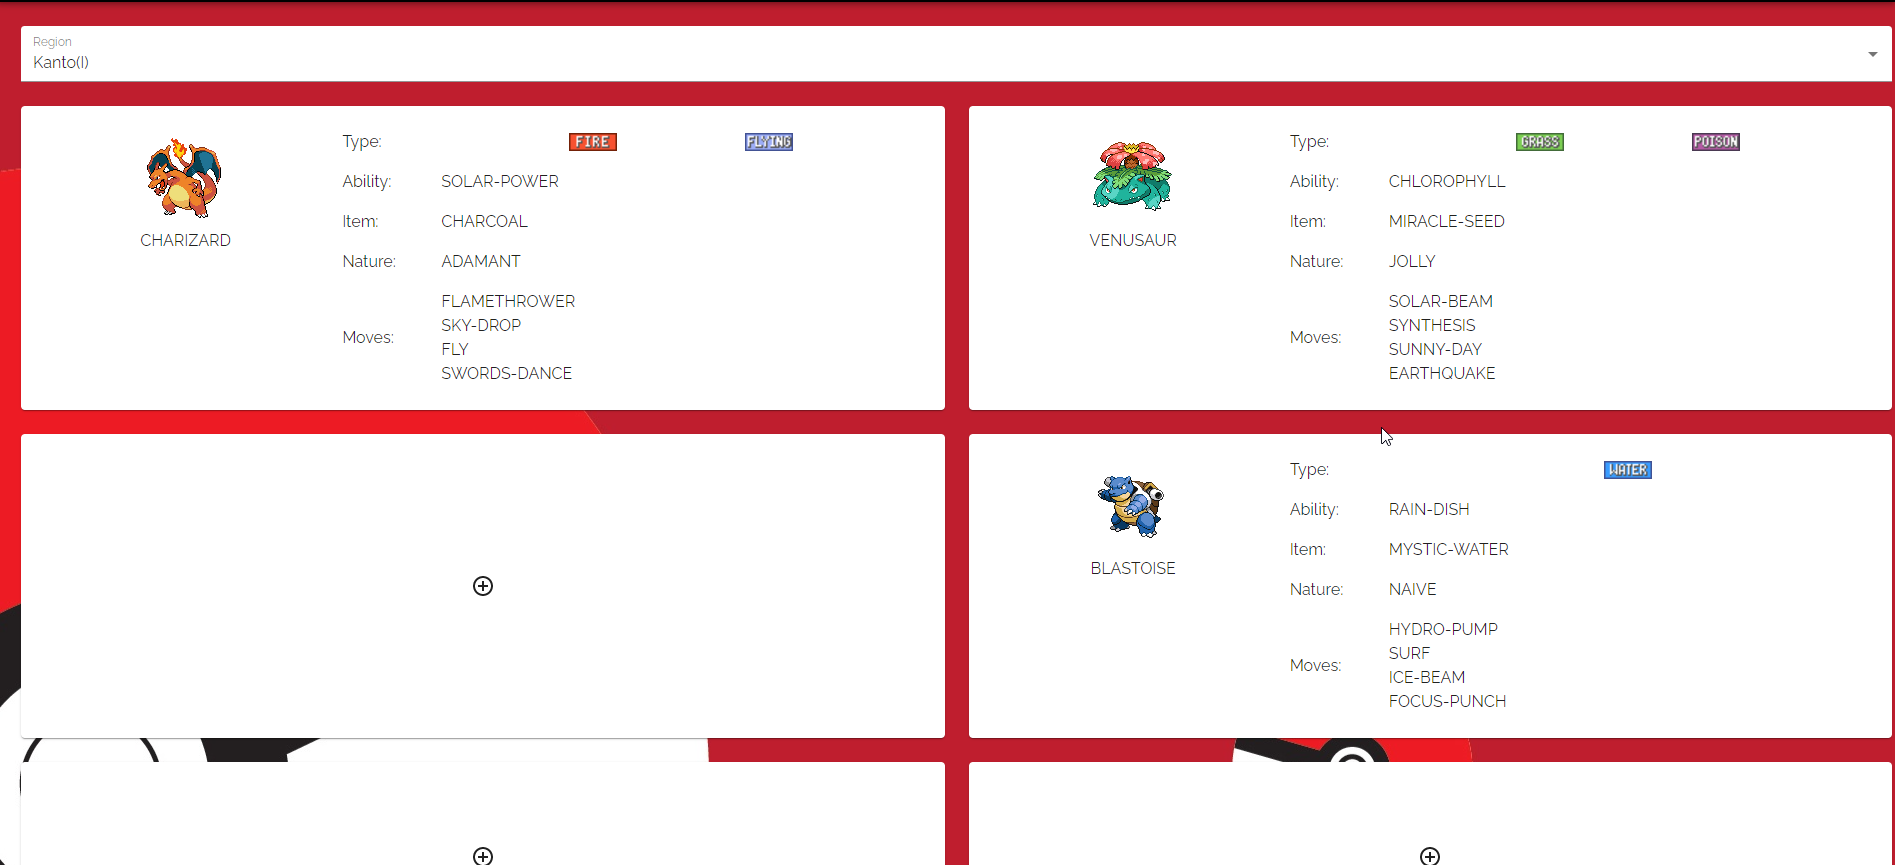 Region
Kanto(I)
Type: FIRE FLYING
Ability: SOLAR-POWER
Item: CHARCOAL
CHARIZARD
Nature: ADAMANT
Moves:
FLAMETHROWER
SKY-DROP
FLY
SWORDS-DANCE
Type: GRASS POISON
Ability: CHLOROPHYLL
Item: MIRACLE-SEED
VENUSAUR
Nature: JOLLY
Moves:
SOLAR-BEAM
SYNTHESIS
SUNNY-DAY
EARTHQUAKE
Type: WATER
Ability: RAIN-DISH
Item: MYSTIC-WATER
BLASTOISE
Nature: NAIVE
Moves:
HYDRO-PUMP
SURF
ICE-BEAM
FOCUS-PUNCH